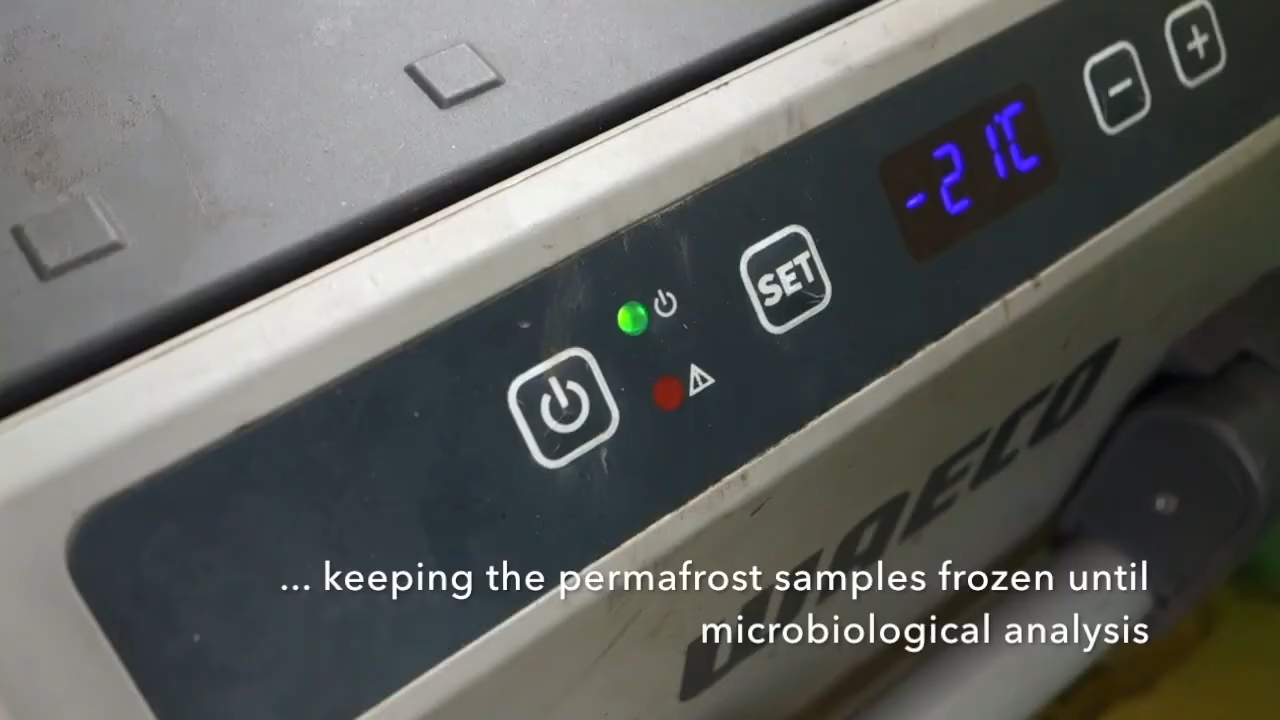 -21C
SET
... keeping the permafrost samples frozen until
microbiological analysis